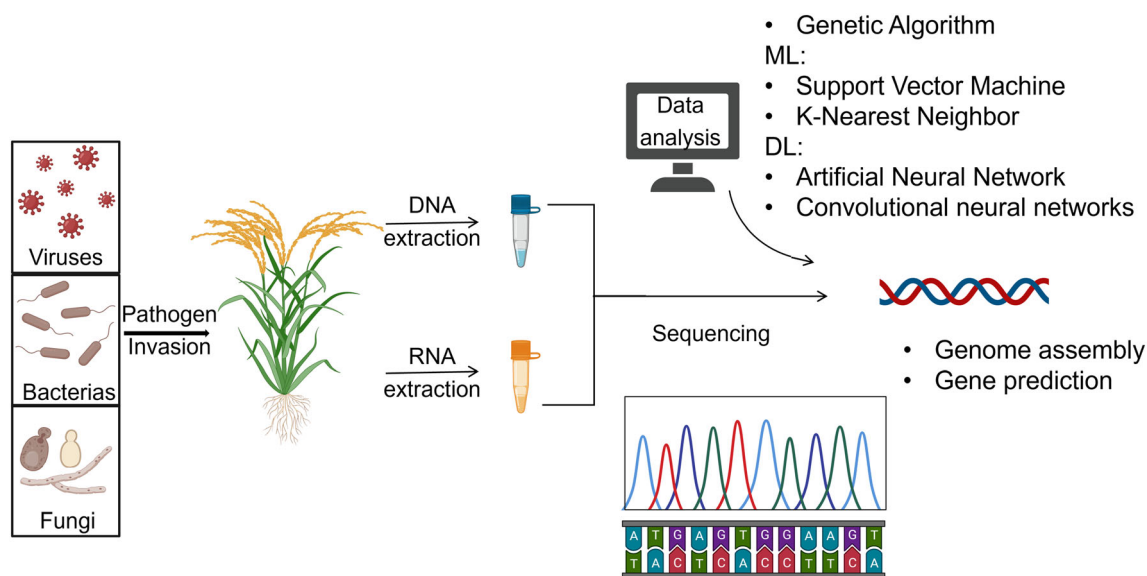 Viruses
Bacterias
Fungi
Pathogen
Invasion
DNA
extraction
RNA
extraction
Data
analysis
• Genetic Algorithm
ML:
• Support Vector Machine
• K-Nearest Neighbor
DL:
• Artificial Neural Network
• Convolutional neural networks
Sequencing
• Genome assembly
• Gene prediction
A T G A G T G G A A G T
T A C T C A C C T T C A